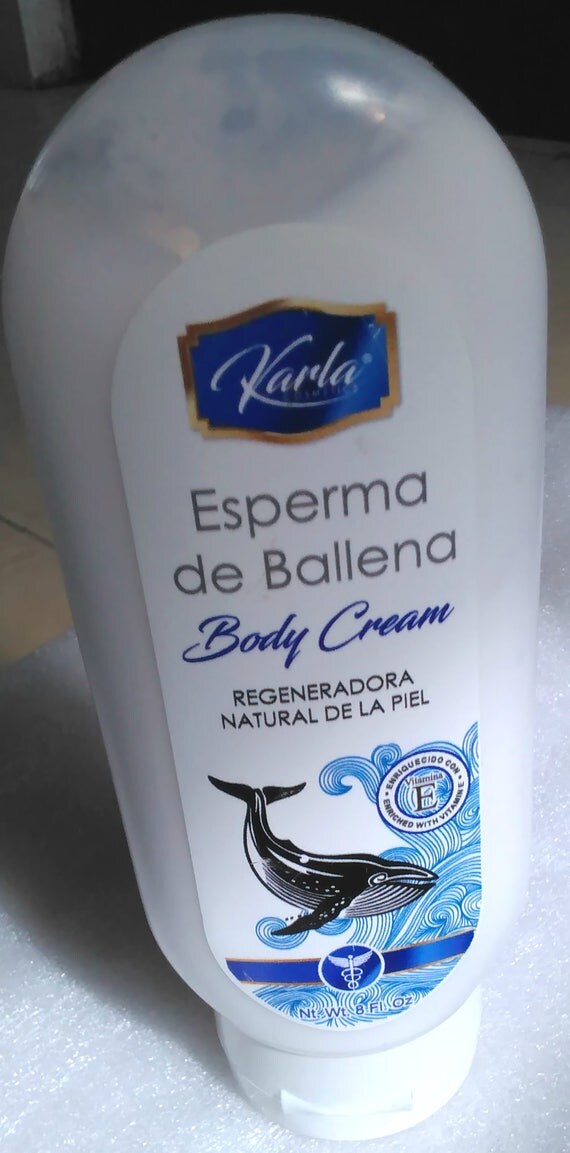 Karla®
COSMETICS
Esperma
de Ballena
Body Cream
REGENERADORA
NATURAL DE LA PIEL
ENRIQUECIDO CON
Vitamina
E
ENRICHED WITH VITAMIN E
Nt. Wt. 8 Fl. Oz.